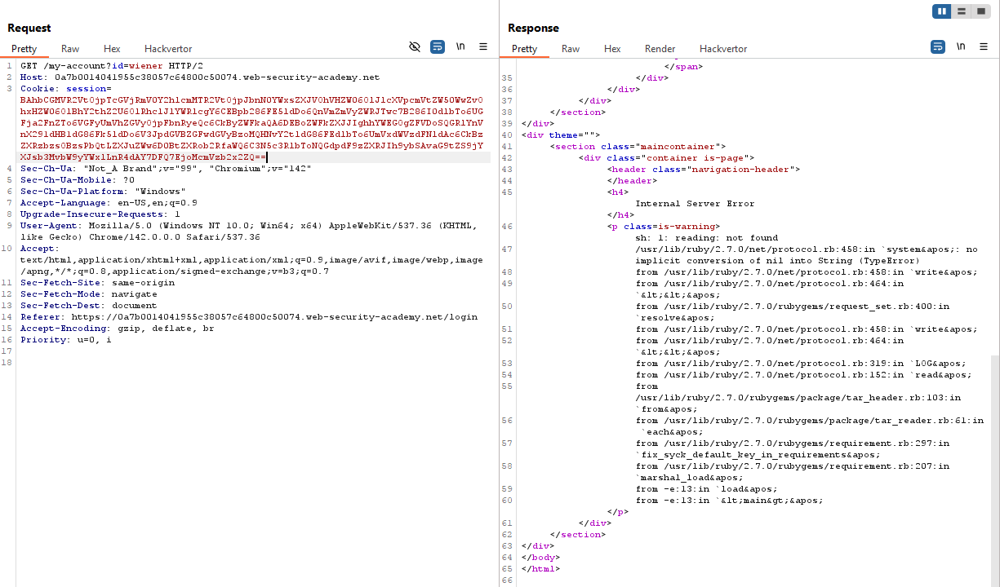 Request
Pretty Raw Hex Hackvertor \n
1 GET /my-account?id=wiener HTTP/2
2 Host: 0a7b0014041955c38057c64800c50074.web-security-academy.net
3 Cookie: session=
4 Sec-Ch-Ua: "Not_A Brand";v="99", "Chromium";v="142"
5 Sec-Ch-Ua-Mobile: ?0
6 Sec-Ch-Ua-Platform: "Windows"
7 Accept-Language: en-US,en;q=0.9
8 Upgrade-Insecure-Requests: 1
9 User-Agent: Mozilla/5.0 (Windows NT 10.0; Win64; x64) AppleWebKit/537.36 (KHTML,
like Gecko) Chrome/142.0.0.0 Safari/537.36
10 Accept:
text/html,application/xhtml+xml,application/xml;q=0.9,image/avif,image/webp,image
/apng,*/*;q=0.8,application/signed-exchange;v=b3;q=0.7
11 Sec-Fetch-Site: same-origin
12 Sec-Fetch-Mode: navigate
13 Sec-Fetch-Dest: document
14 Referer: https://0a7b0014041955c38057c64800c50074.web-security-academy.net/login
15 Accept-Encoding: gzip, deflate, br
16 Priority: u=0, i
17
18
Response
Pretty Raw Hex Render Hackvertor \n
</span>
35 </div>
36 </div>
37 </div>
38 </section>
39 </div>
40 <div theme="">
41 <section class="maincontainer">
42 <div class="container is-page">
43 <header class="navigation-header">
44 </header>
45 <h4>
Internal Server Error
</h4>
46 <p class=is-warning>
sh: 1: reading: not found
47 /usr/lib/ruby/2.7.0/net/protocol.rb:458:in `system&apos;: no
implicit conversion of nil into String (TypeError)
48 from /usr/lib/ruby/2.7.0/net/protocol.rb:458:in `write&apos;
49 from /usr/lib/ruby/2.7.0/net/protocol.rb:464:in
`&lt;&lt;&apos;
50 from /usr/lib/ruby/2.7.0/rubygems/request_set.rb:400:in
`resolve&apos;
51 from /usr/lib/ruby/2.7.0/net/protocol.rb:458:in `write&apos;
52 from /usr/lib/ruby/2.7.0/net/protocol.rb:464:in
`&lt;&lt;&apos;
53 from /usr/lib/ruby/2.7.0/net/protocol.rb:319:in `LOG&apos;
54 from /usr/lib/ruby/2.7.0/net/protocol.rb:152:in `read&apos;
55 from
/usr/lib/ruby/2.7.0/rubygems/package/tar_header.rb:103:in
`from&apos;
56 from /usr/lib/ruby/2.7.0/rubygems/package/tar_reader.rb:61:in
`each&apos;
57 from /usr/lib/ruby/2.7.0/rubygems/requirement.rb:297:in
`fix_syck_default_key_in_requirements&apos;
58 from /usr/lib/ruby/2.7.0/rubygems/requirement.rb:207:in
`marshal_load&apos;
59 from -e:13:in `load&apos;
60 from -e:13:in `&lt;main&gt;&apos;
</p>
61 </div>
62 </section>
63 </div>
64 </body>
65 </html>
66